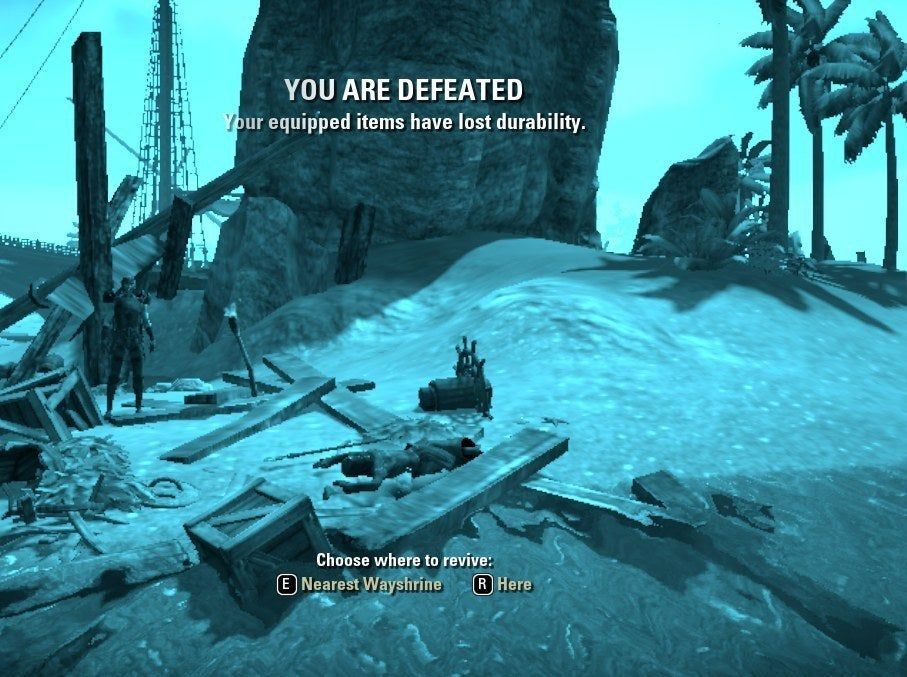 YOU ARE DEFEATED
Your equipped items have lost durability.
Choose where to revive:
E Nearest Wayshrine R Here